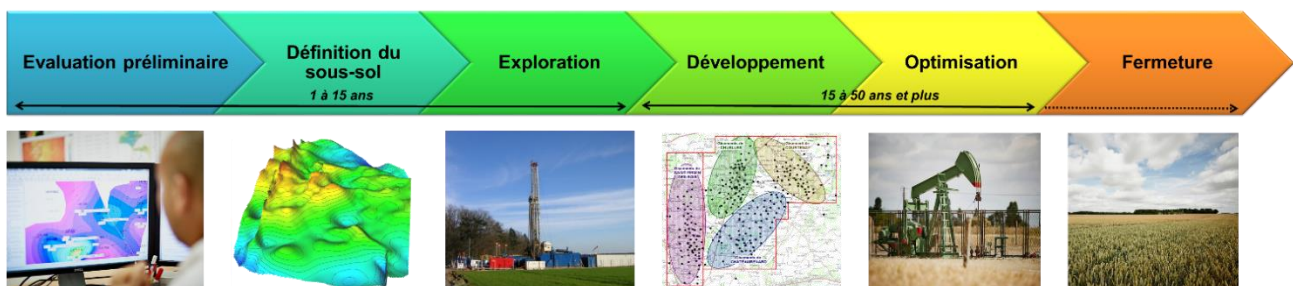 Evaluation préliminaire
Définition du
sous-sol
Exploration
Développement
Optimisation
Fermeture
1 à 15 ans
15 à 50 ans et plus